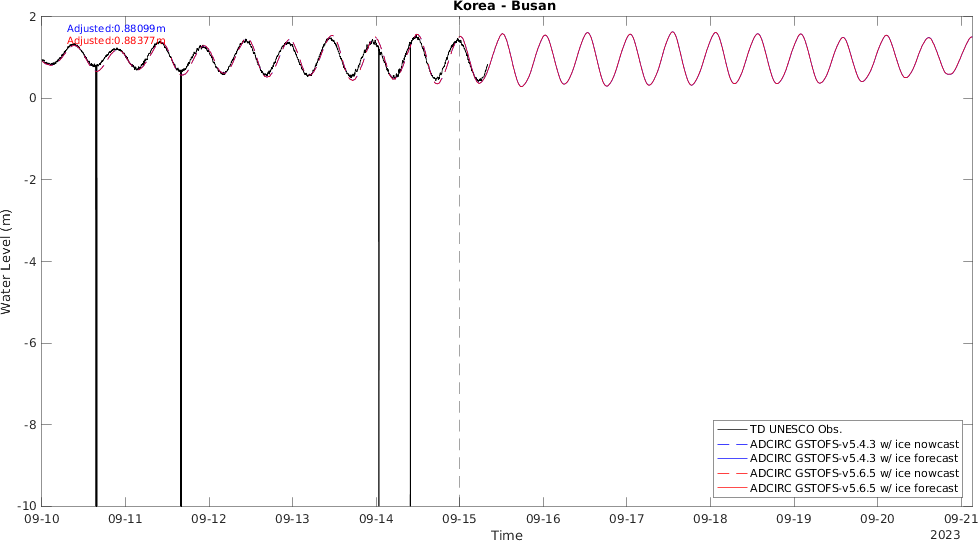 Korea - Busan
Adjusted:0.88099m
Adjusted:0.88377m
2
0
-2
-4
-6
-8
-10
Water Level (m)
TD UNESCO Obs.
ADCIRC GSTOFS-v5.4.3 w/ ice nowcast
ADCIRC GSTOFS-v5.4.3 w/ ice forecast
ADCIRC GSTOFS-v5.6.5 w/ ice nowcast
ADCIRC GSTOFS-v5.6.5 w/ ice forecast
09-10 09-11 09-12 09-13 09-14 09-15 09-16 09-17 09-18 09-19 09-20 09-21
Time
2023